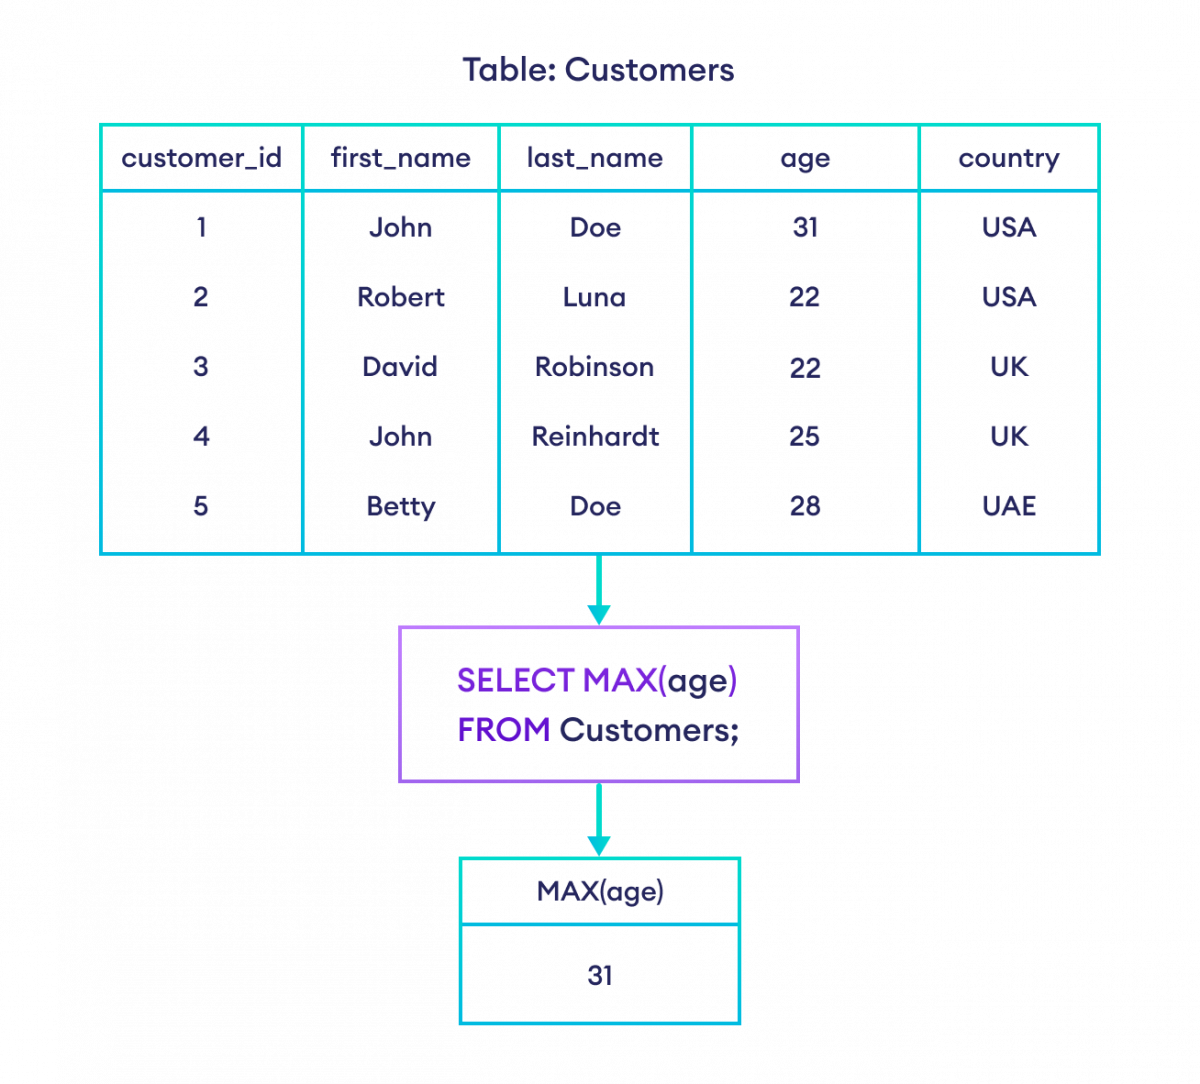 Table: Customers
customer_id first_name last_name age country
1 John Doe 31 USA
2 Robert Luna 22 USA
3 David Robinson 22 UK
4 John Reinhardt 25 UK
5 Betty Doe 28 UAE
SELECT MAX(age)
FROM Customers;
MAX(age)
31